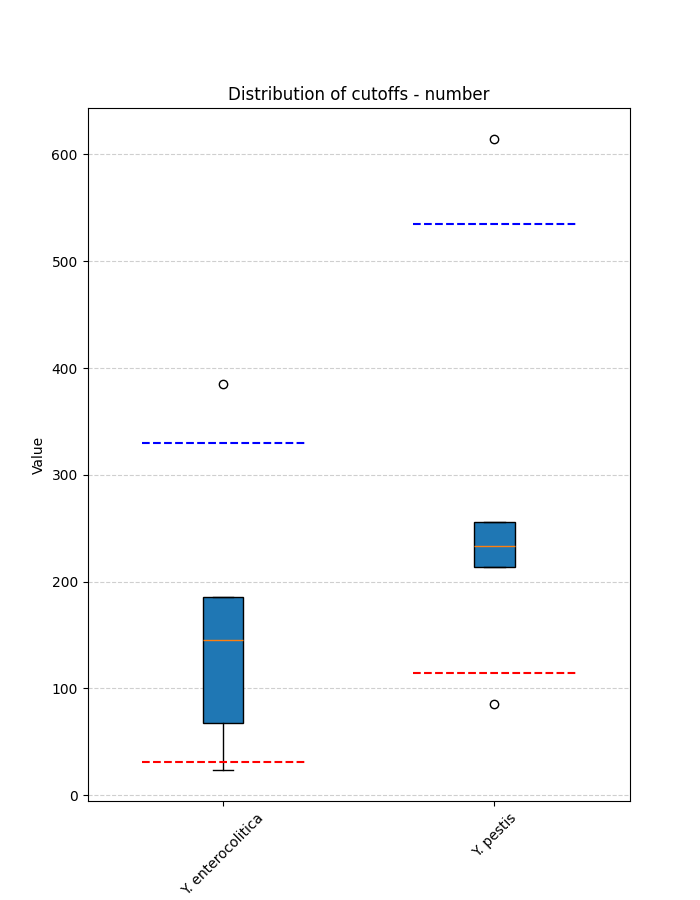 Distribution of cutoffs - number
600
500
400
300
200
100
0
Value
Y. enterocolitica
Y. pestis